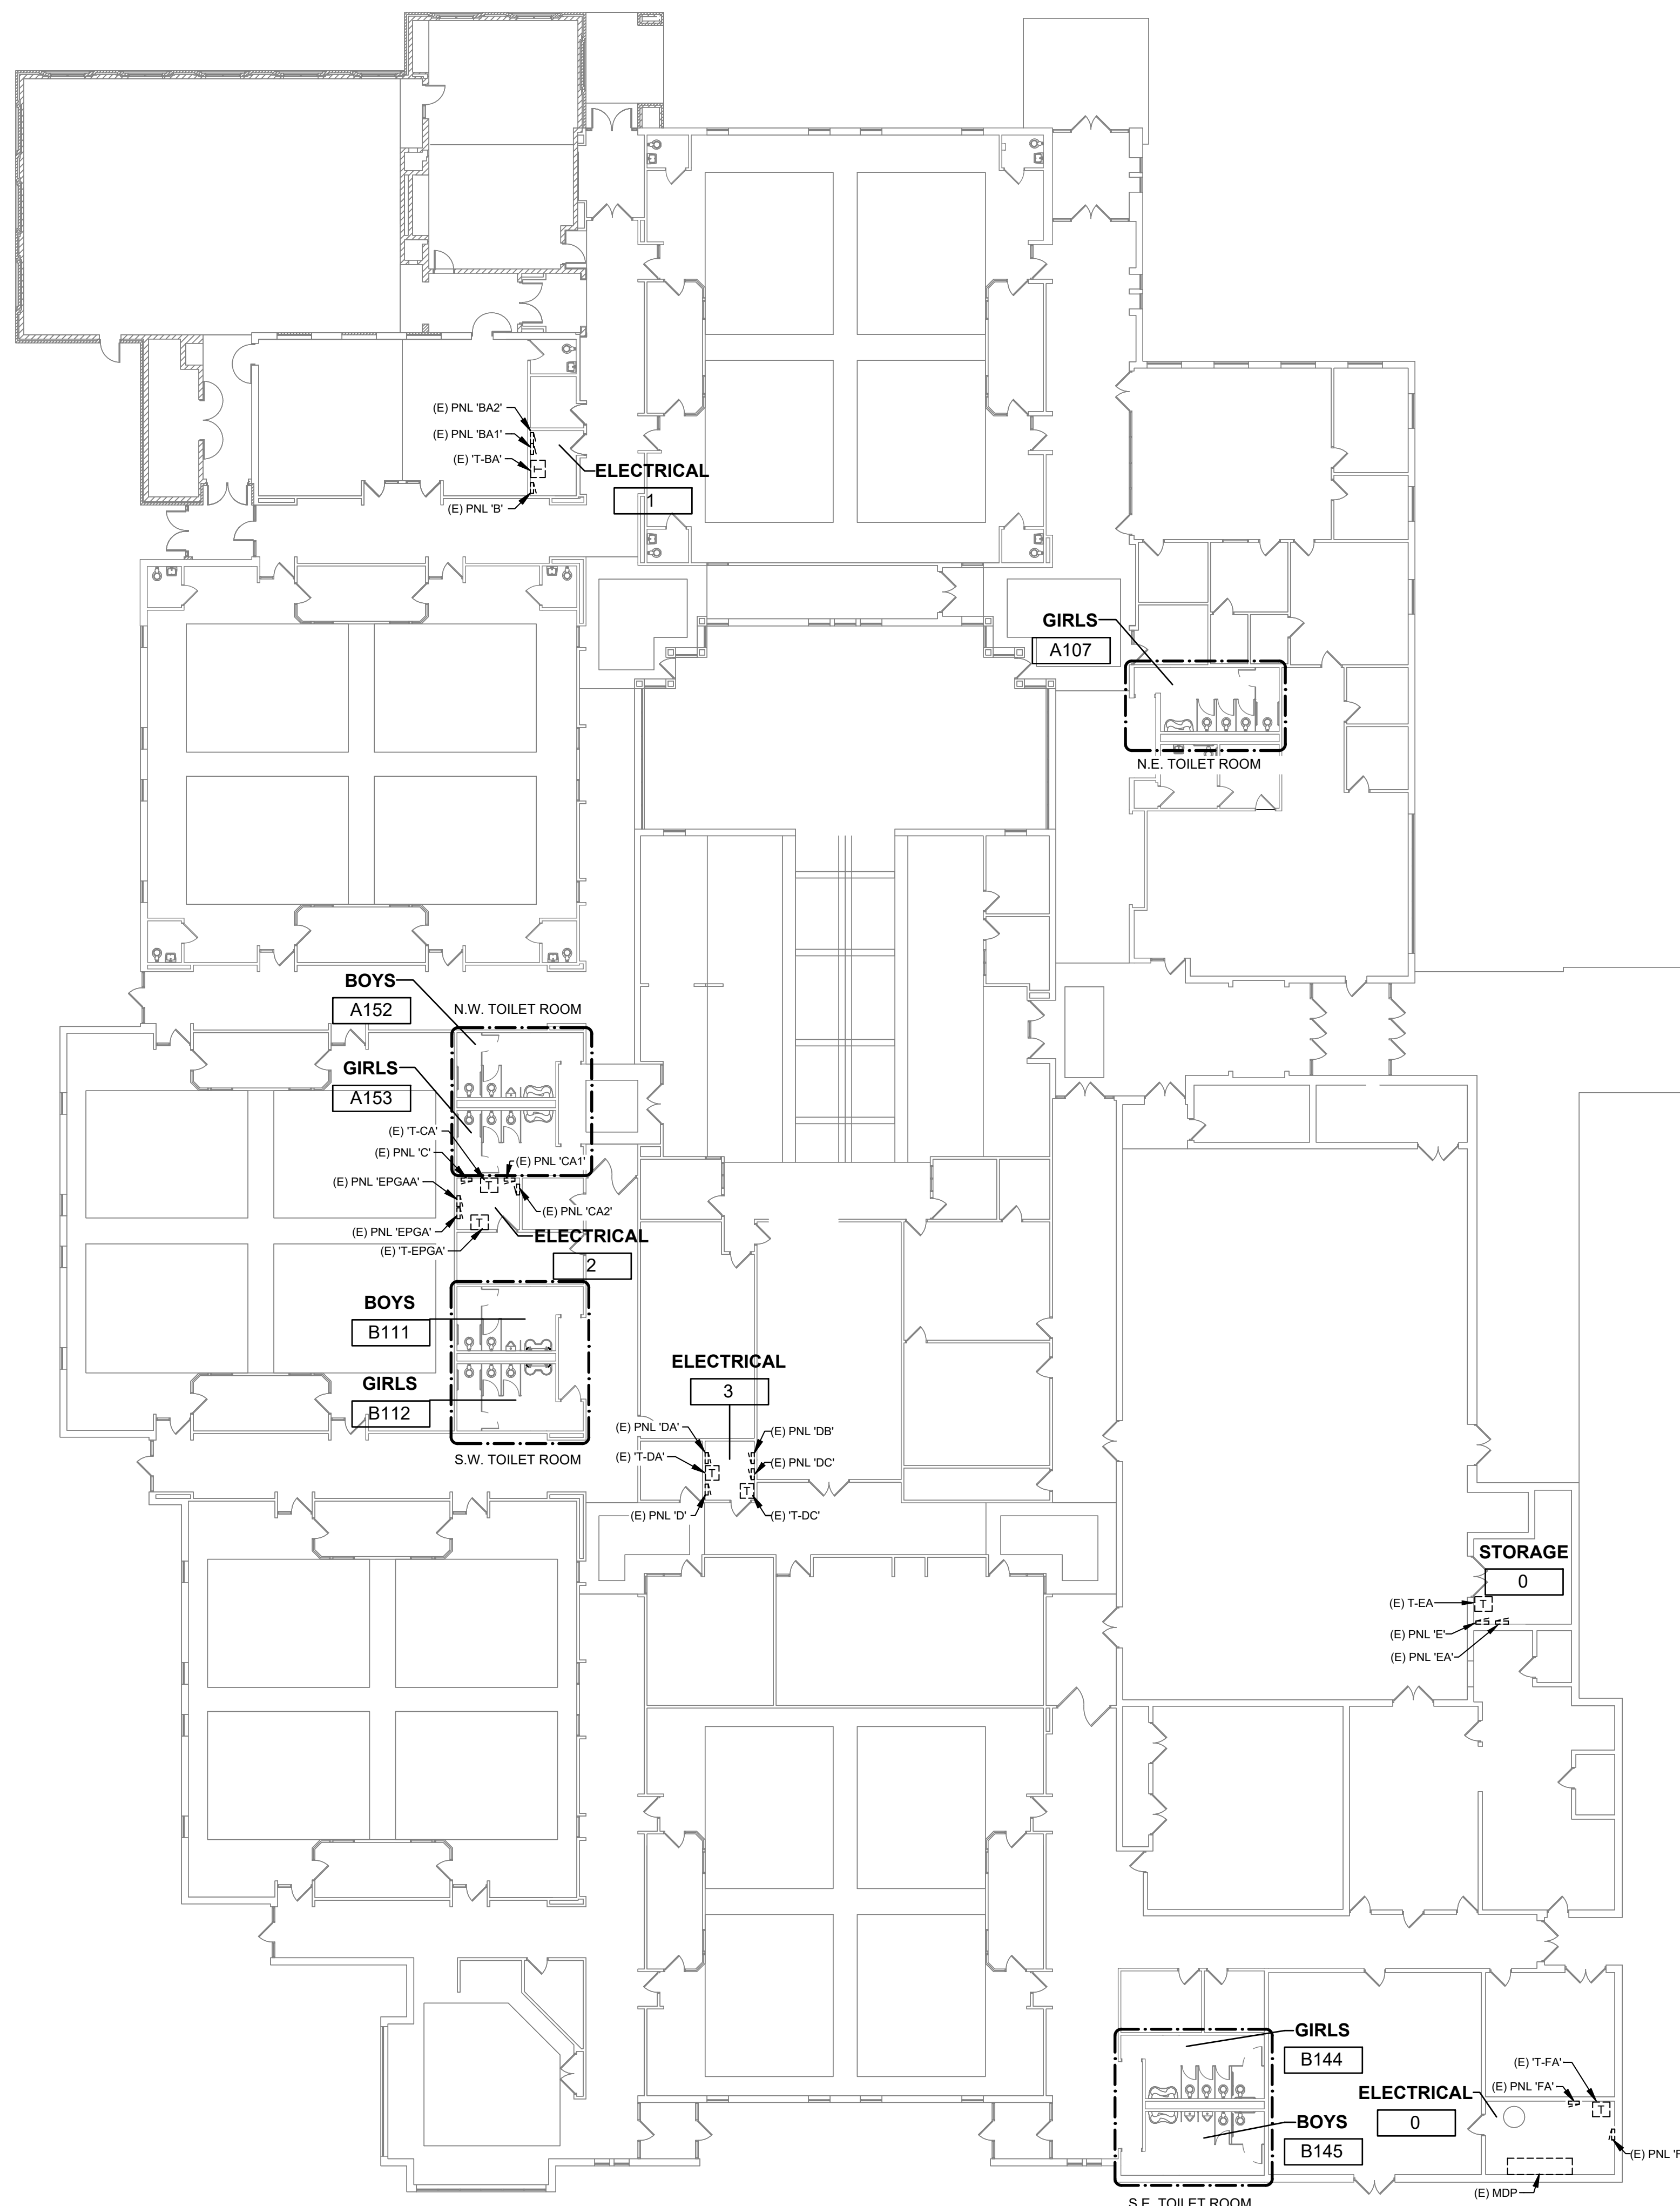 (E) PNL 'BA2'
(E) PNL 'BA1'
(E) 'T-BA'
T
(E) PNL 'B'
ELECTRICAL
1
GIRLS
A107
N.E. TOILET ROOM
BOYS
A152
N.W. TOILET ROOM
GIRLS
A153
(E) 'T-CA'
(E) PNL 'C'
(E) PNL 'CA1'
T
(E) PNL 'EPGAA'
(E) PNL 'CA2'
T
(E) PNL 'EPGA'
(E) 'T-EPGA'
ELECTRICAL
2
BOYS
B111
GIRLS
B112
S.W. TOILET ROOM
ELECTRICAL
3
(E) PNL 'DA'
(E) PNL 'DB'
(E) 'T-DA'
T
(E) PNL 'DC'
T
(E) PNL 'D'
(E) 'T-DC'
STORAGE
0
(E) T-EA
T
(E) PNL 'E'
(E) PNL 'EA'
GIRLS
B144
(E) 'T-FA'
(E) PNL 'FA'
T
ELECTRICAL
0
BOYS
B145
(E) PNL 'F
(E) MDP
S.E. TOILET ROOM